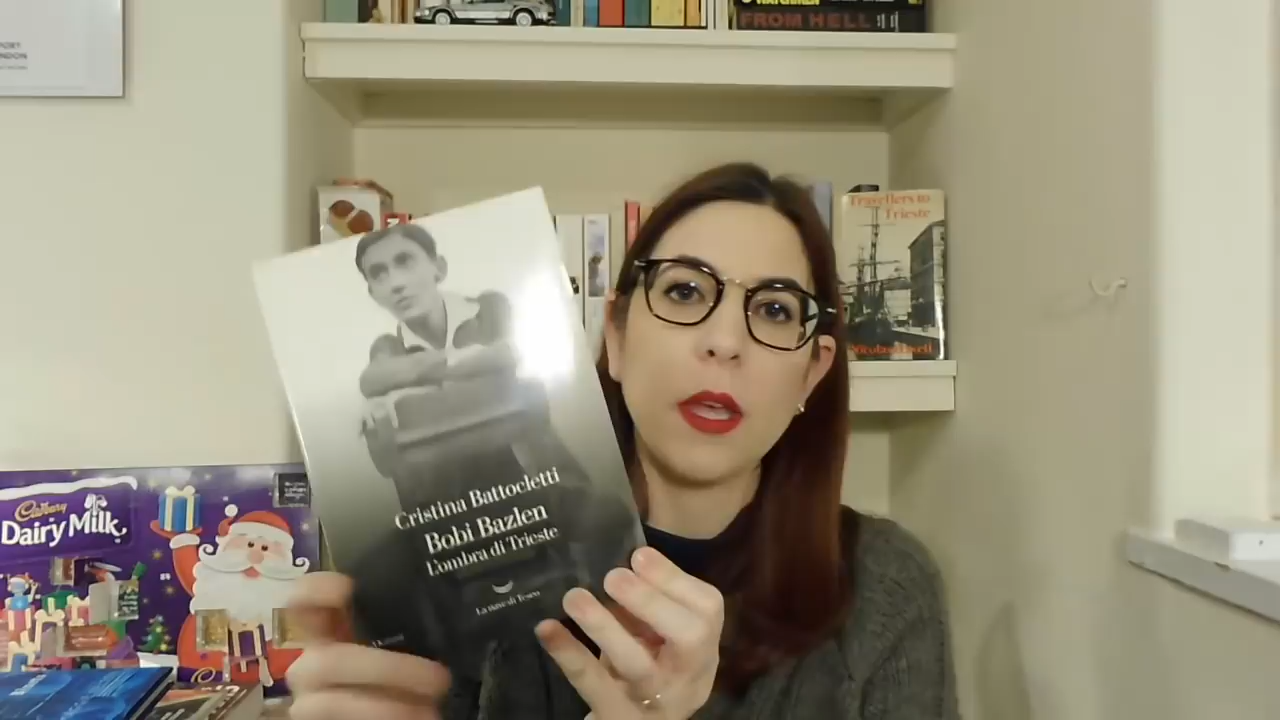 FROM HELL
Travellers to
Trieste
Cristina Battocletti
Bobi Bazlen
L'ombra di Trieste
La nave di Teseo
Cadbury
Dairy Milk